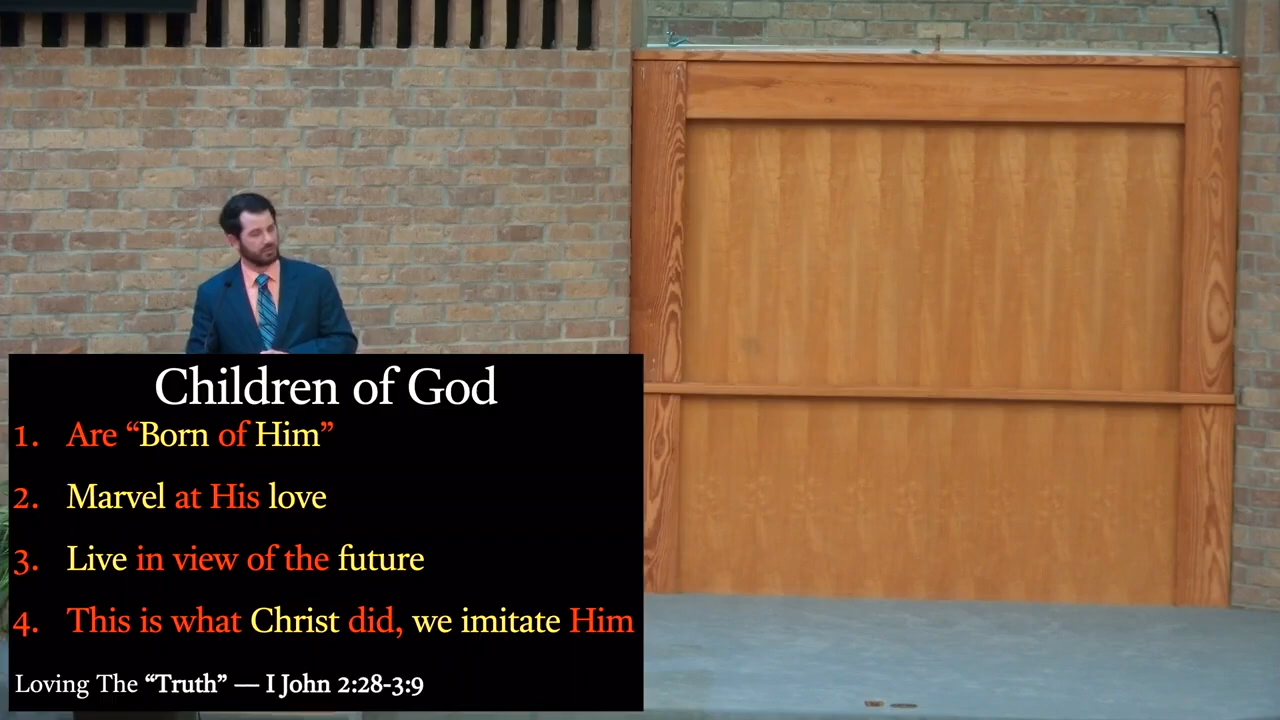 Children of God
1. Are “Born of Him”
2. Marvel at His love
3. Live in view of the future
4. This is what Christ did, we imitate Him
Loving The “Truth” — I John 2:28-3:9